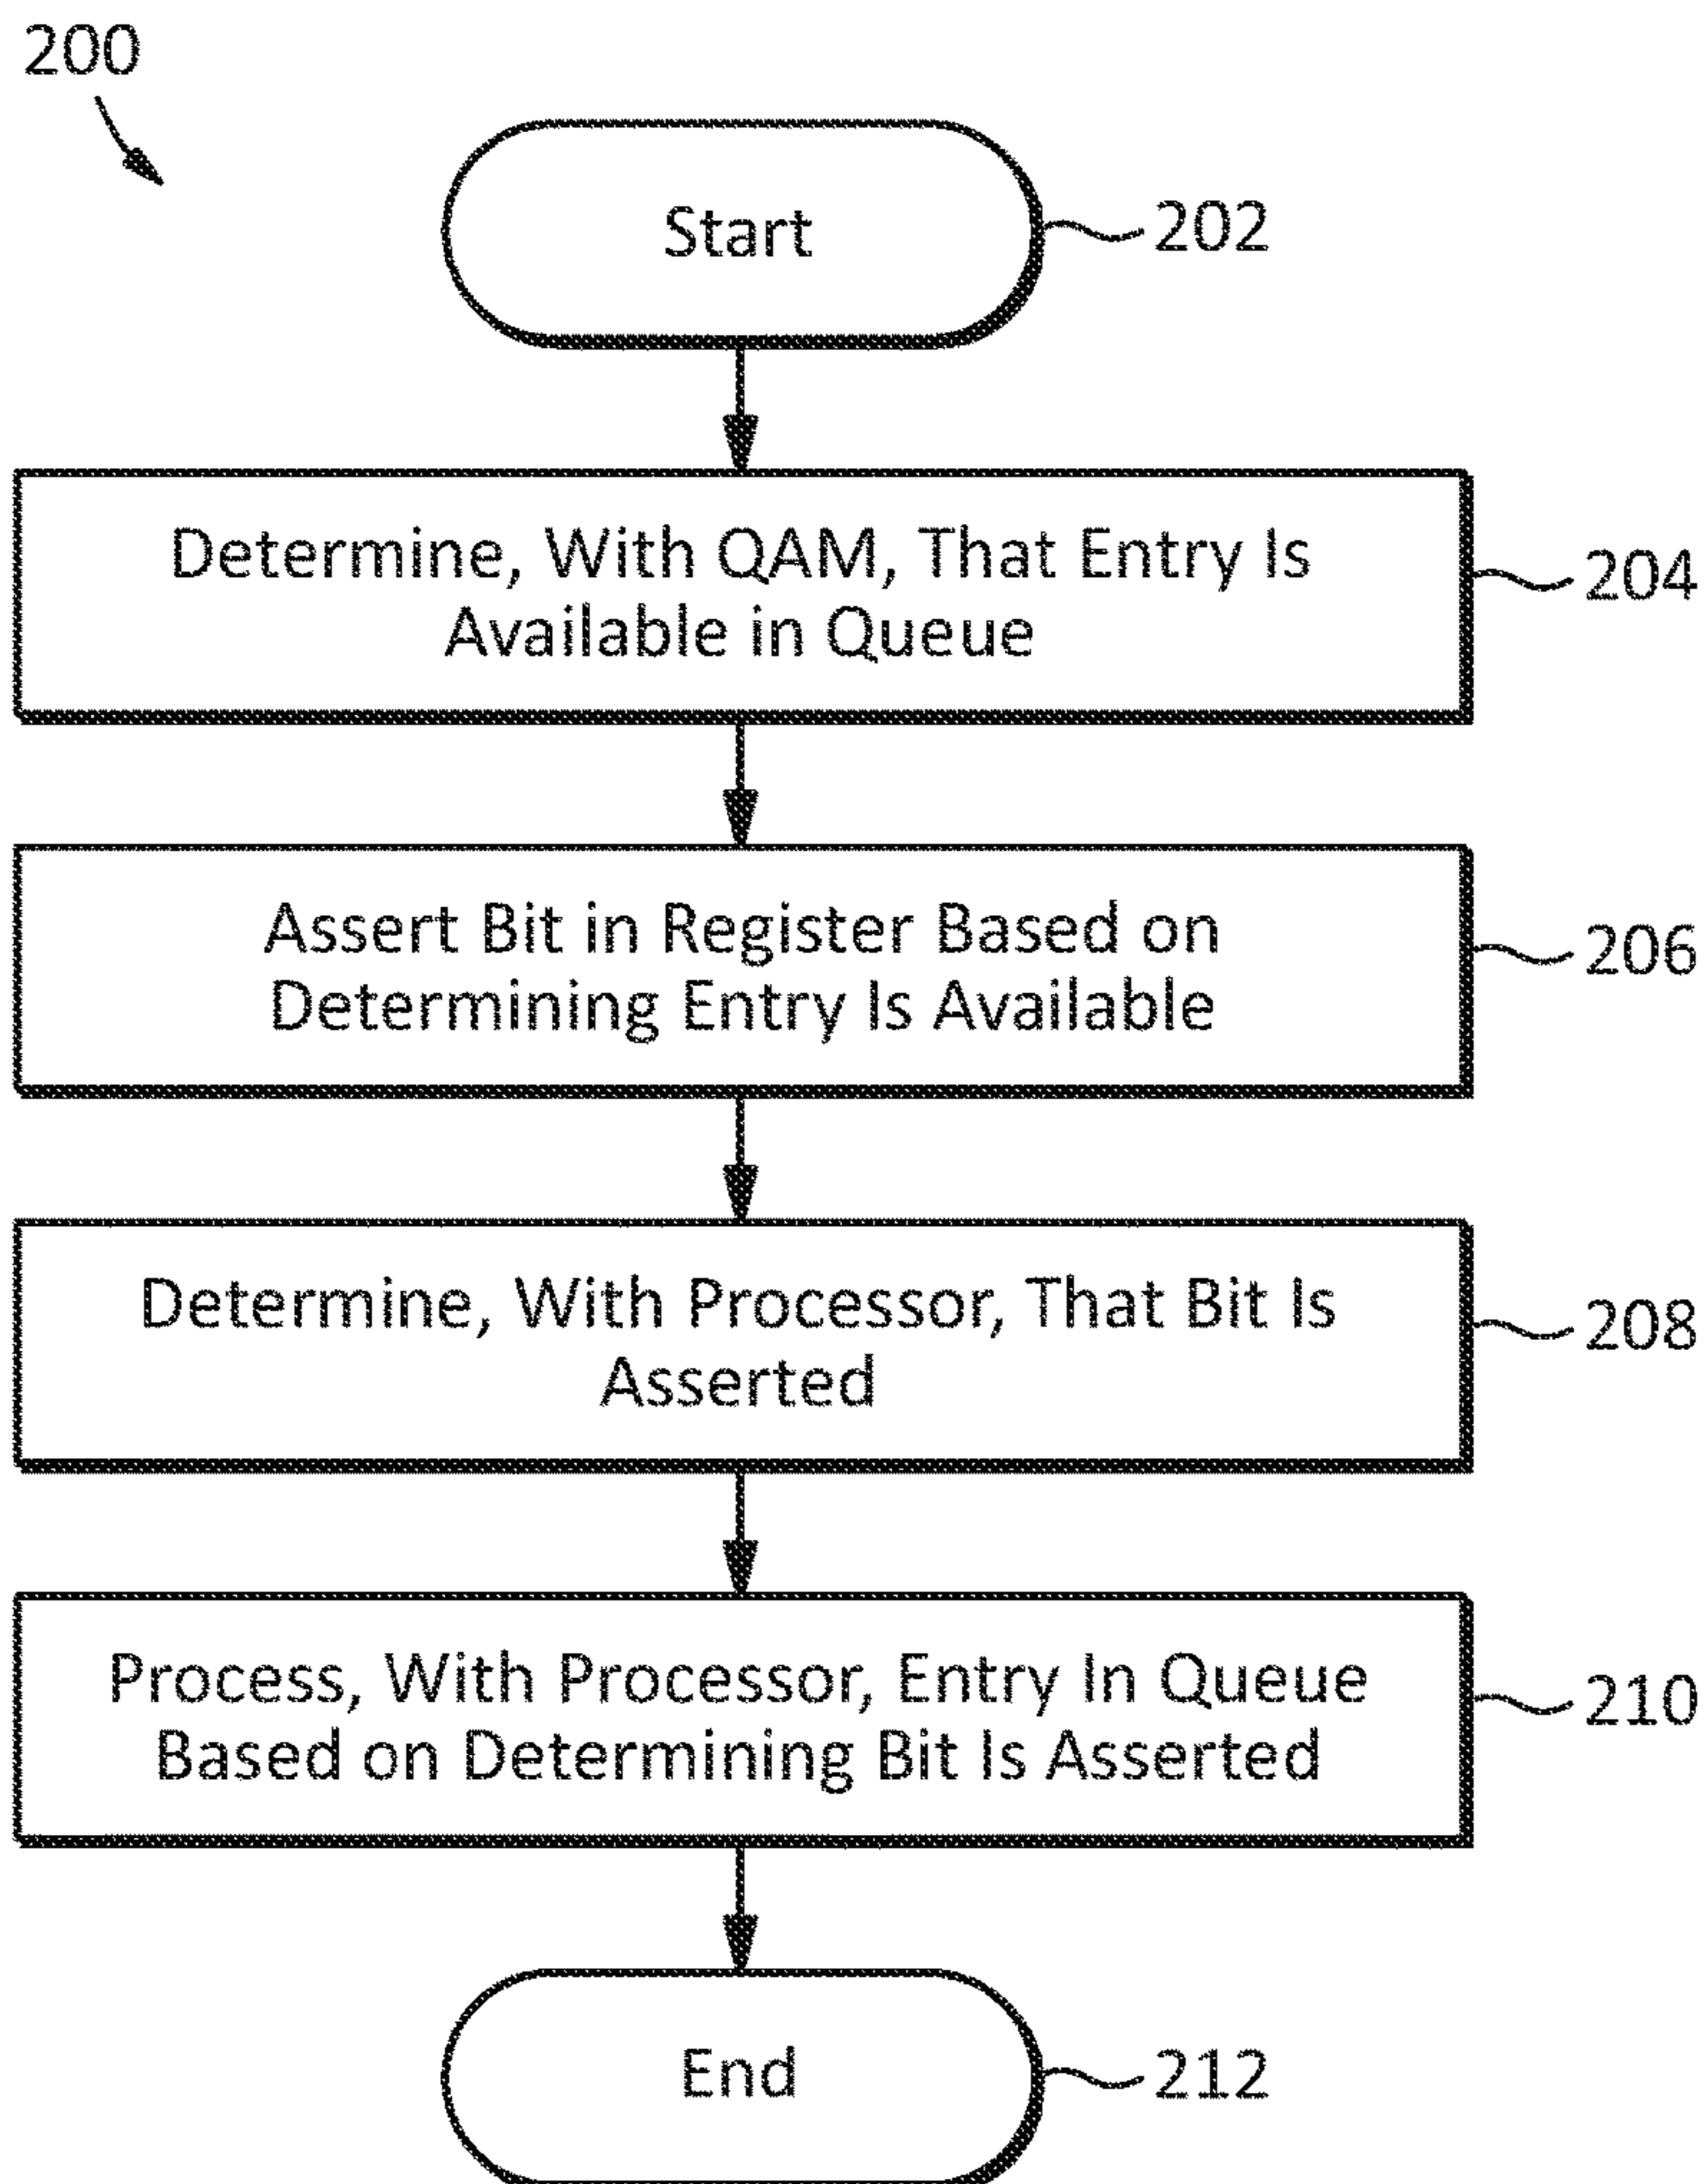 200
Start
202
Determine, With QAM, That Entry Is
Available in Queue
204
Assert Bit in Register Based on
Determining Entry Is Available
206
Determine, With Processor, That Bit Is
Asserted
208
Process, With Processor, Entry In Queue
Based on Determining Bit Is Asserted
210
End
212